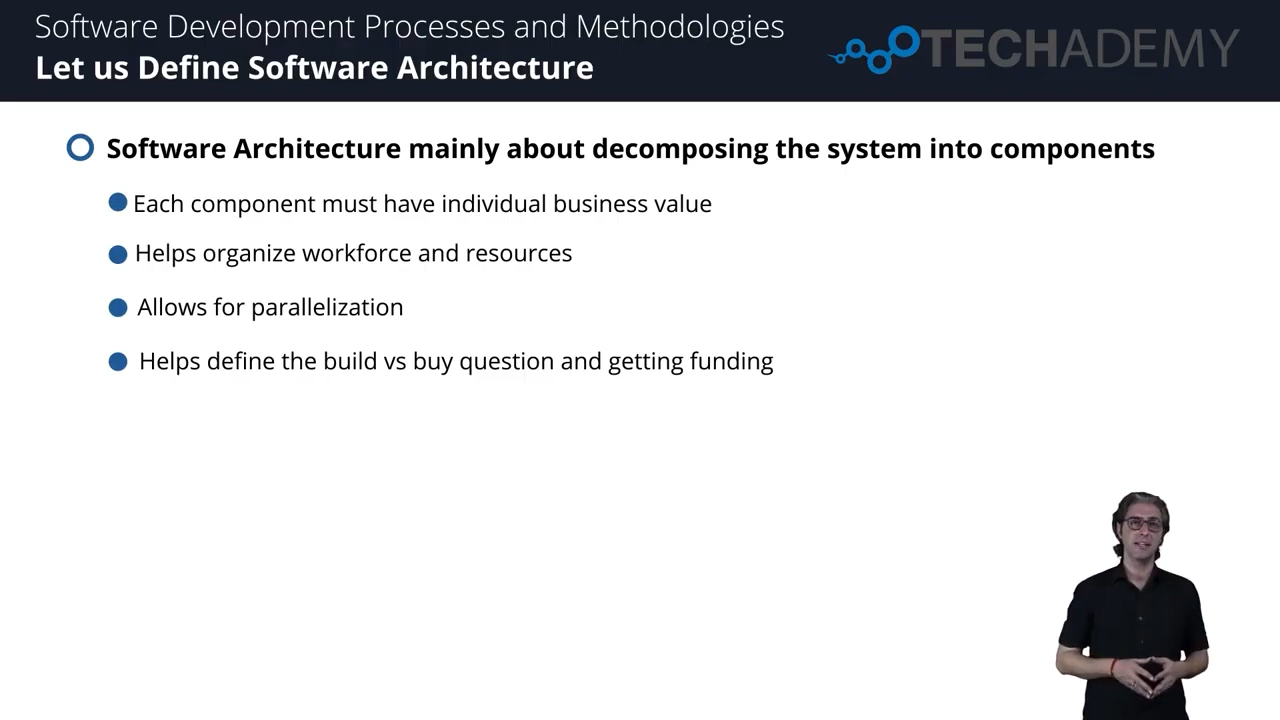 Software Development Processes and Methodologies
Let us Define Software Architecture
TECHADEMY
Software Architecture mainly about decomposing the system into components
Each component must have individual business value
Helps organize workforce and resources
Allows for parallelization
Helps define the build vs buy question and getting funding